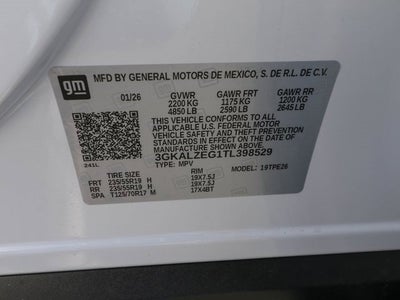 gm
MFD BY GENERAL MOTORS DE MEXICO, S. DE R.L. DE C.V.
01/26 GVWR GAWR FRT GAWR RR
2200 KG 1175 KG 1200 KG
4850 LB 2590 LB 2645 LB
THIS VEHICLE CONFORMS TO ALL
APPLICABLE U.S. FEDERAL MOTOR
VEHICLE SAFETY AND THEFT PREVENTION
STANDARDS IN EFFECT ON THE DATE OF
MANUFACTURE SHOWN ABOVE.
3GKALZEG1TL398529
TYPE: MPV MODEL: 19TPE26
241L
TIRE SIZE RIM
FRT 235/55R19 H 19X7.5J
RR 235/55R19 H 19X7.5J
SPA T125/70R17 M 17X4BT